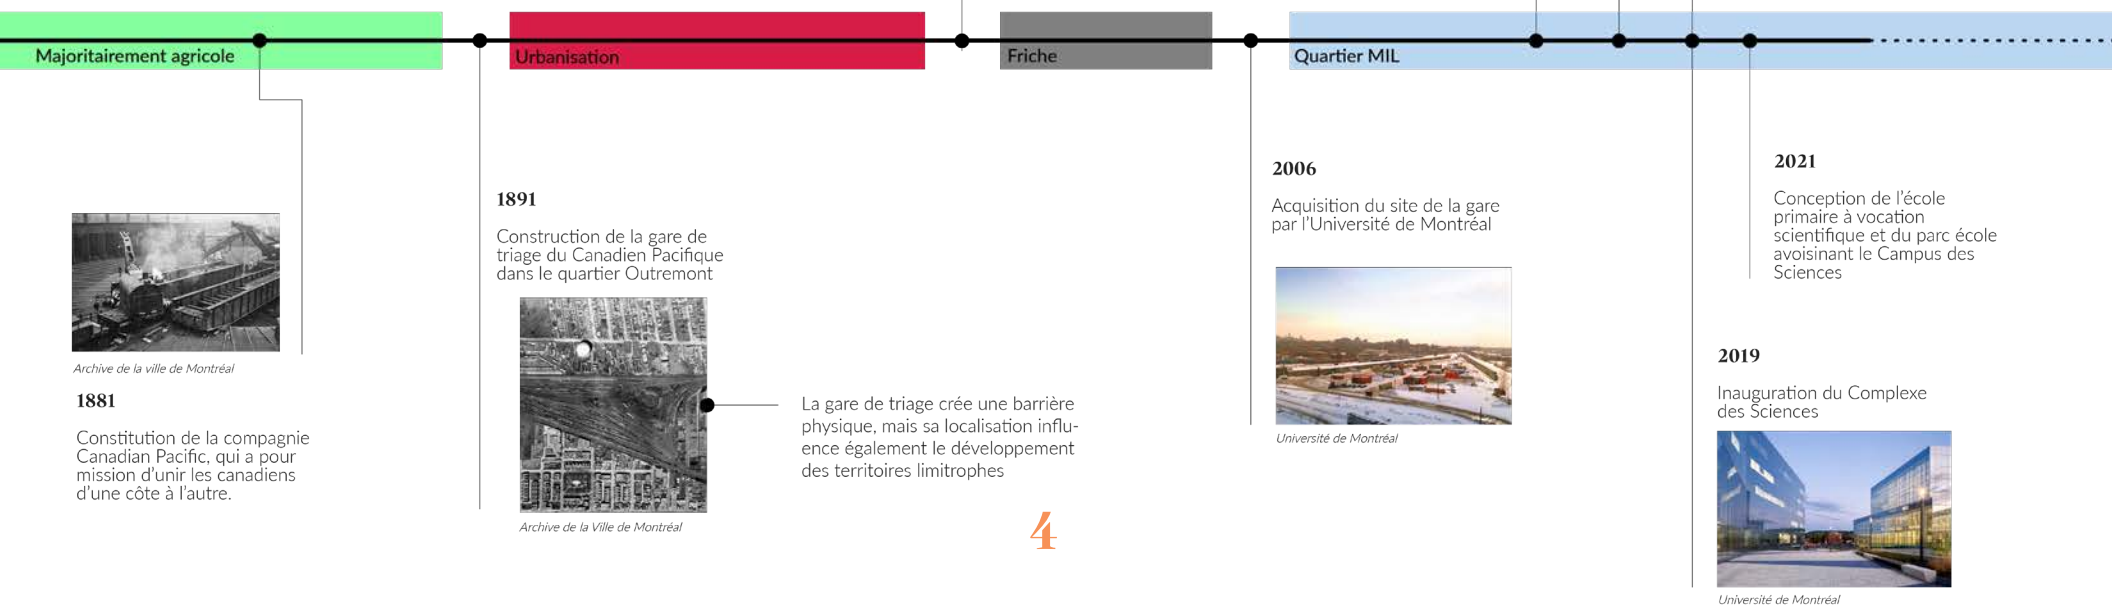 Majoritairement agricole
Urbanisation
Friche
Quartier MIL
Archive de la ville de Montréal
1881
Constitution de la compagnie
Canadian Pacific, qui a pour
mission d'unir les canadiens
d'une côte à l'autre.
1891
Construction de la gare de
triage du Canadien Pacifique
dans le quartier Outremont
Archive de la Ville de Montréal
La gare de triage crée une barrière
physique, mais sa localisation influ-
ence également le développement
des territoires limitrophes
4
2006
Acquisition du site de la gare
par l'Université de Montréal
Université de Montréal
2021
Conception de l'école
primaire à vocation
scientifique et du parc école
avoisinant le Campus des
Sciences
2019
Inauguration du Complexe
des Sciences
Université de Montréal